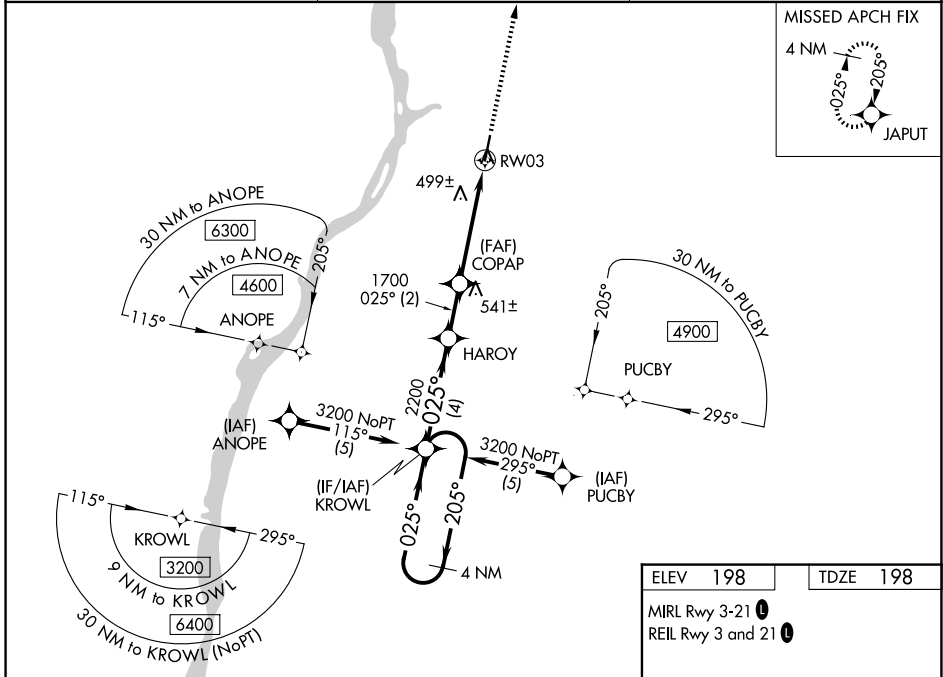 MISSED APCH FIX
4 NM
025°
205°
JAPUT
RW03
499±
30 NM to ANOPE
6300
7 NM to ANOPE
4600
205°
115°
ANOPE
(FAF)
COPAP
1700
025° (2)
541±
HAROY
30 NM to PUCBY
205°
4900
PUCBY
295°
2200
025°
(4)
(IAF)
ANOPE
3200 NoPT
115°
(5)
3200 NoPT
295°
(5)
(IAF)
PUCBY
(IF/IAF)
KROWL
025°
205°
4 NM
115°
295°
KROWL
3200
9 NM to KROWL
6400
30 NM to KROWL (NoPT)
ELEV 198
TDZE 198
MIRL Rwy 3-21 L
REIL Rwy 3 and 21 L